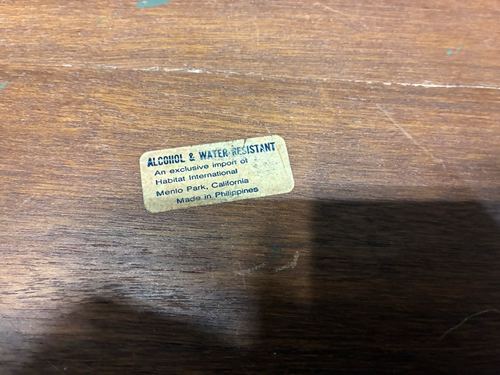 ALCOHOL & WATER RESISTANT
An exclusive import of
Habitat International
Menlo Park, California
Made in Philippines